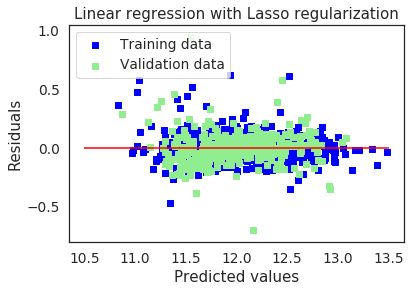 Linear regression with Lasso regularization
1.0
Training data
Validation data
0.5
0.0
−0.5
Residuals
10.5 11.0 11.5 12.0 12.5 13.0 13.5
Predicted values